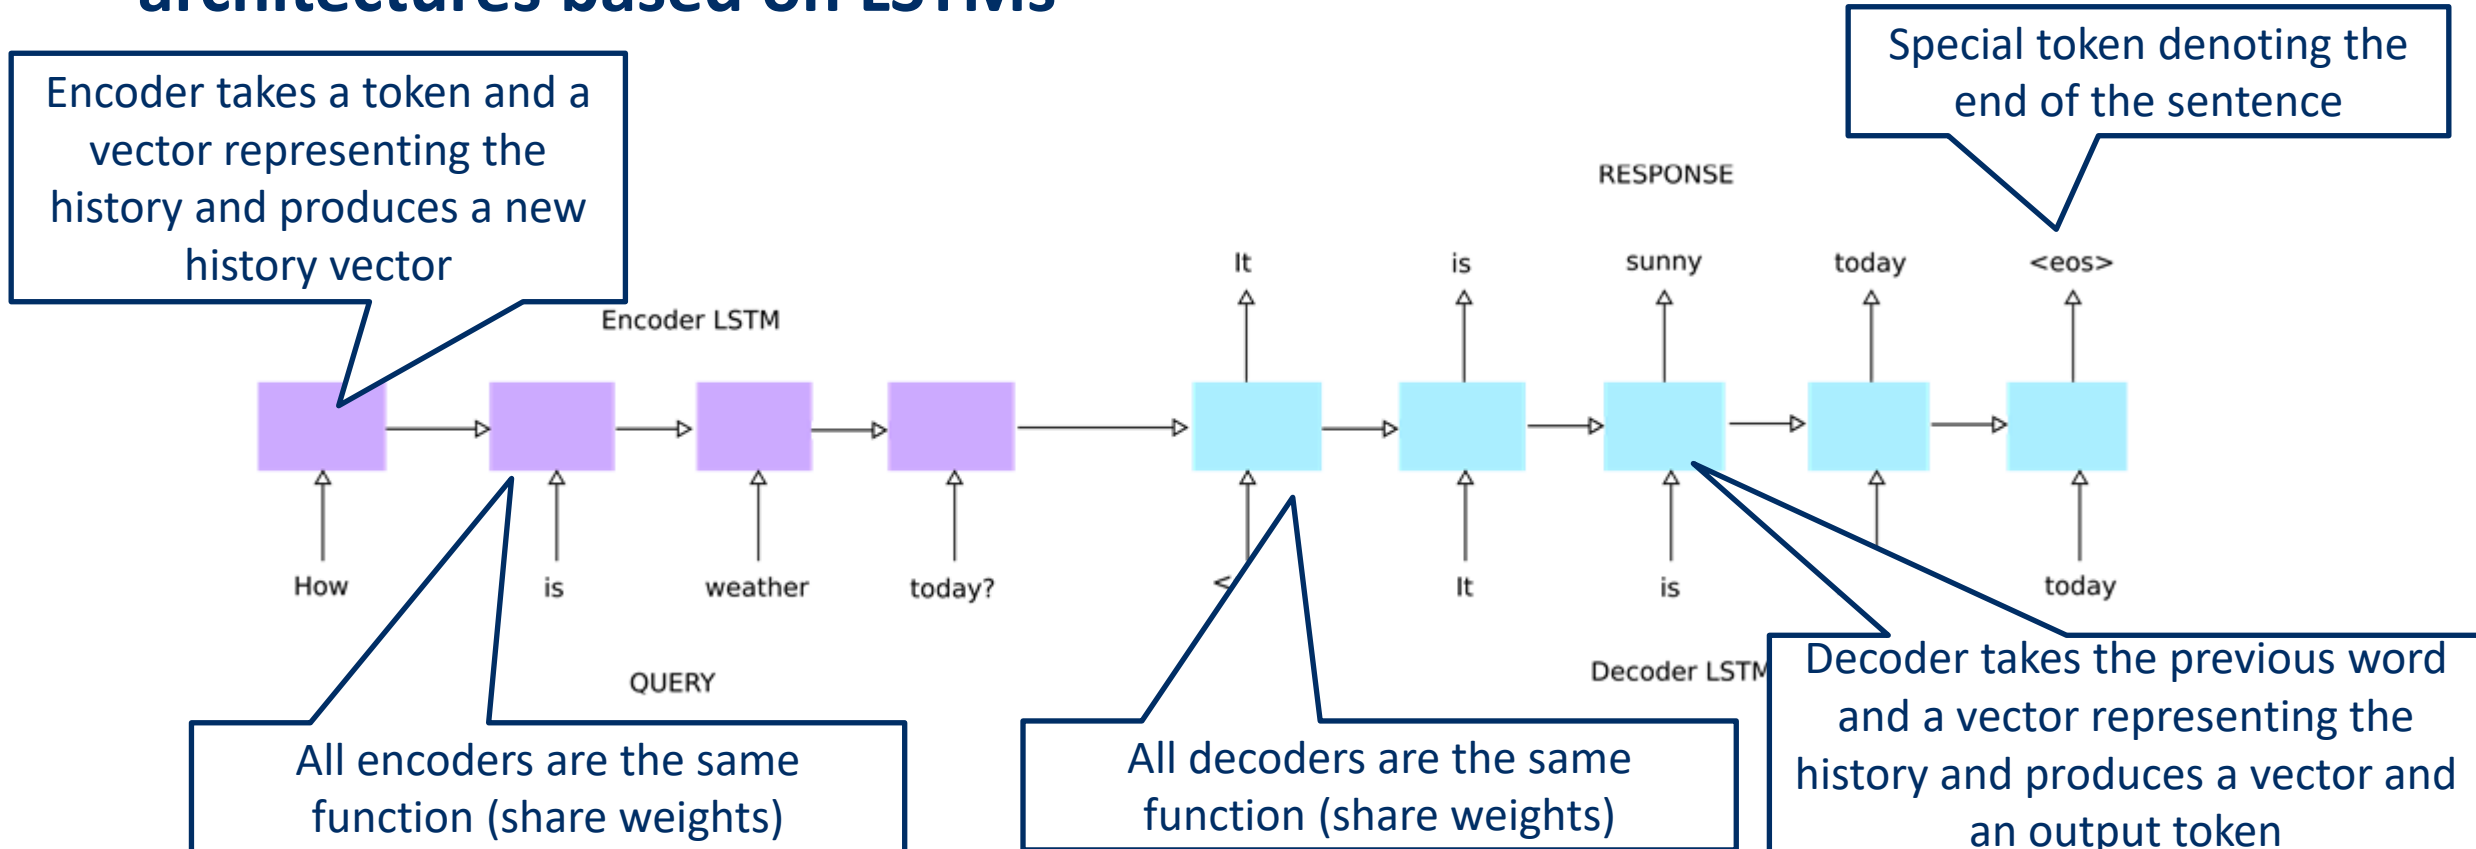 architectures based on LSTMs
Encoder takes a token and a
vector representing the
history and produces a new
history vector
Special token denoting the
end of the sentence
RESPONSE
It is sunny today <eos>
Encoder LSTM
How is weather today? < It is today
QUERY
Decoder LSTM
All encoders are the same
function (share weights)
All decoders are the same
function (share weights)
Decoder takes the previous word
and a vector representing the
history and produces a vector and
an output token